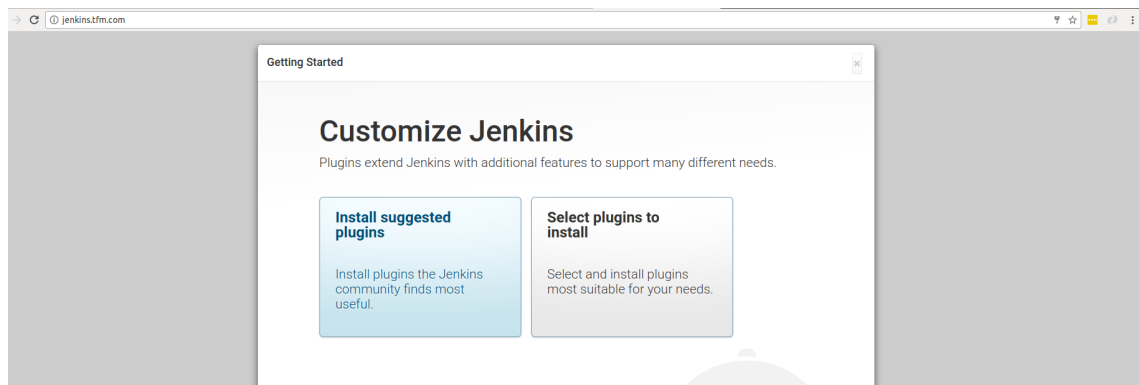 jenkins.tfm.com
Getting Started
×
Customize Jenkins
Plugins extend Jenkins with additional features to support many different needs.
Install suggested
plugins
Install plugins the Jenkins
community finds most
useful.
Select plugins to
install
Select and install plugins
most suitable for your needs.